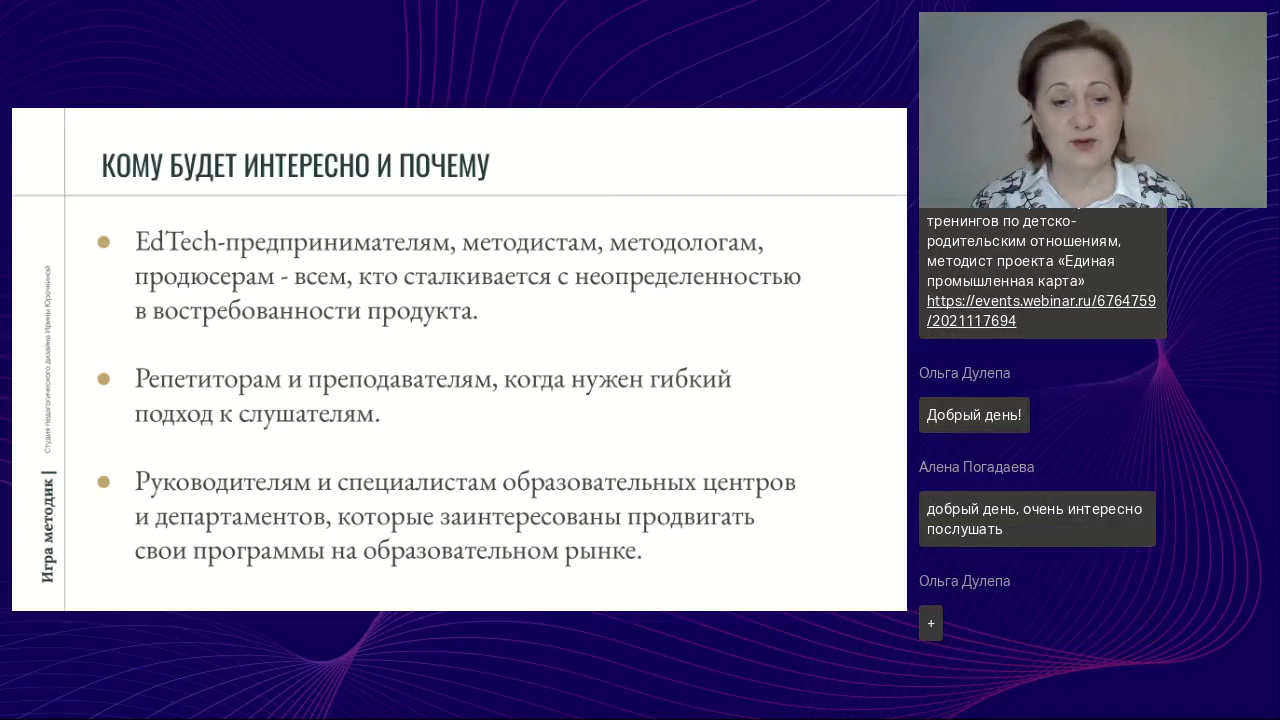 КОМУ БУДЕТ ИНТЕРЕСНО И ПОЧЕМУ
EdTech-предпринимателям, методистам, методологам,
продюсерам - всем, кто сталкивается с неопределенностью
в востребованности продукта.
Репетиторам и преподавателям, когда нужен гибкий
подход к слушателям.
Руководителям и специалистам образовательных центров
и департаментов, которые заинтересованы продвигать
свои программы на образовательном рынке.
Игра методик |
Студия педагогического дизайна Ирины Юрочкиной
тренингов по детско-
родительским отношениям,
методист проекта «Единая
промышленная карта»
https://events.webinar.ru/6764759
/2021117694
Ольга Дулепа
Добрый день!
Алена Погадаева
добрый день, очень интересно
послушать
Ольга Дулепа
+